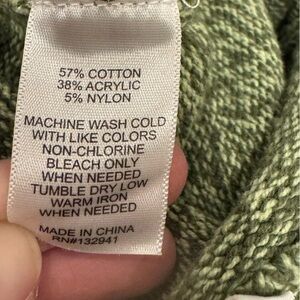 57% COTTON
38% ACRYLIC
5% NYLON
MACHINE WASH COLD
WITH LIKE COLORS
NON-CHLORINE
BLEACH ONLY
WHEN NEEDED
TUMBLE DRY LOW
WARM IRON
WHEN NEEDED
MADE IN CHINA
RN#132941